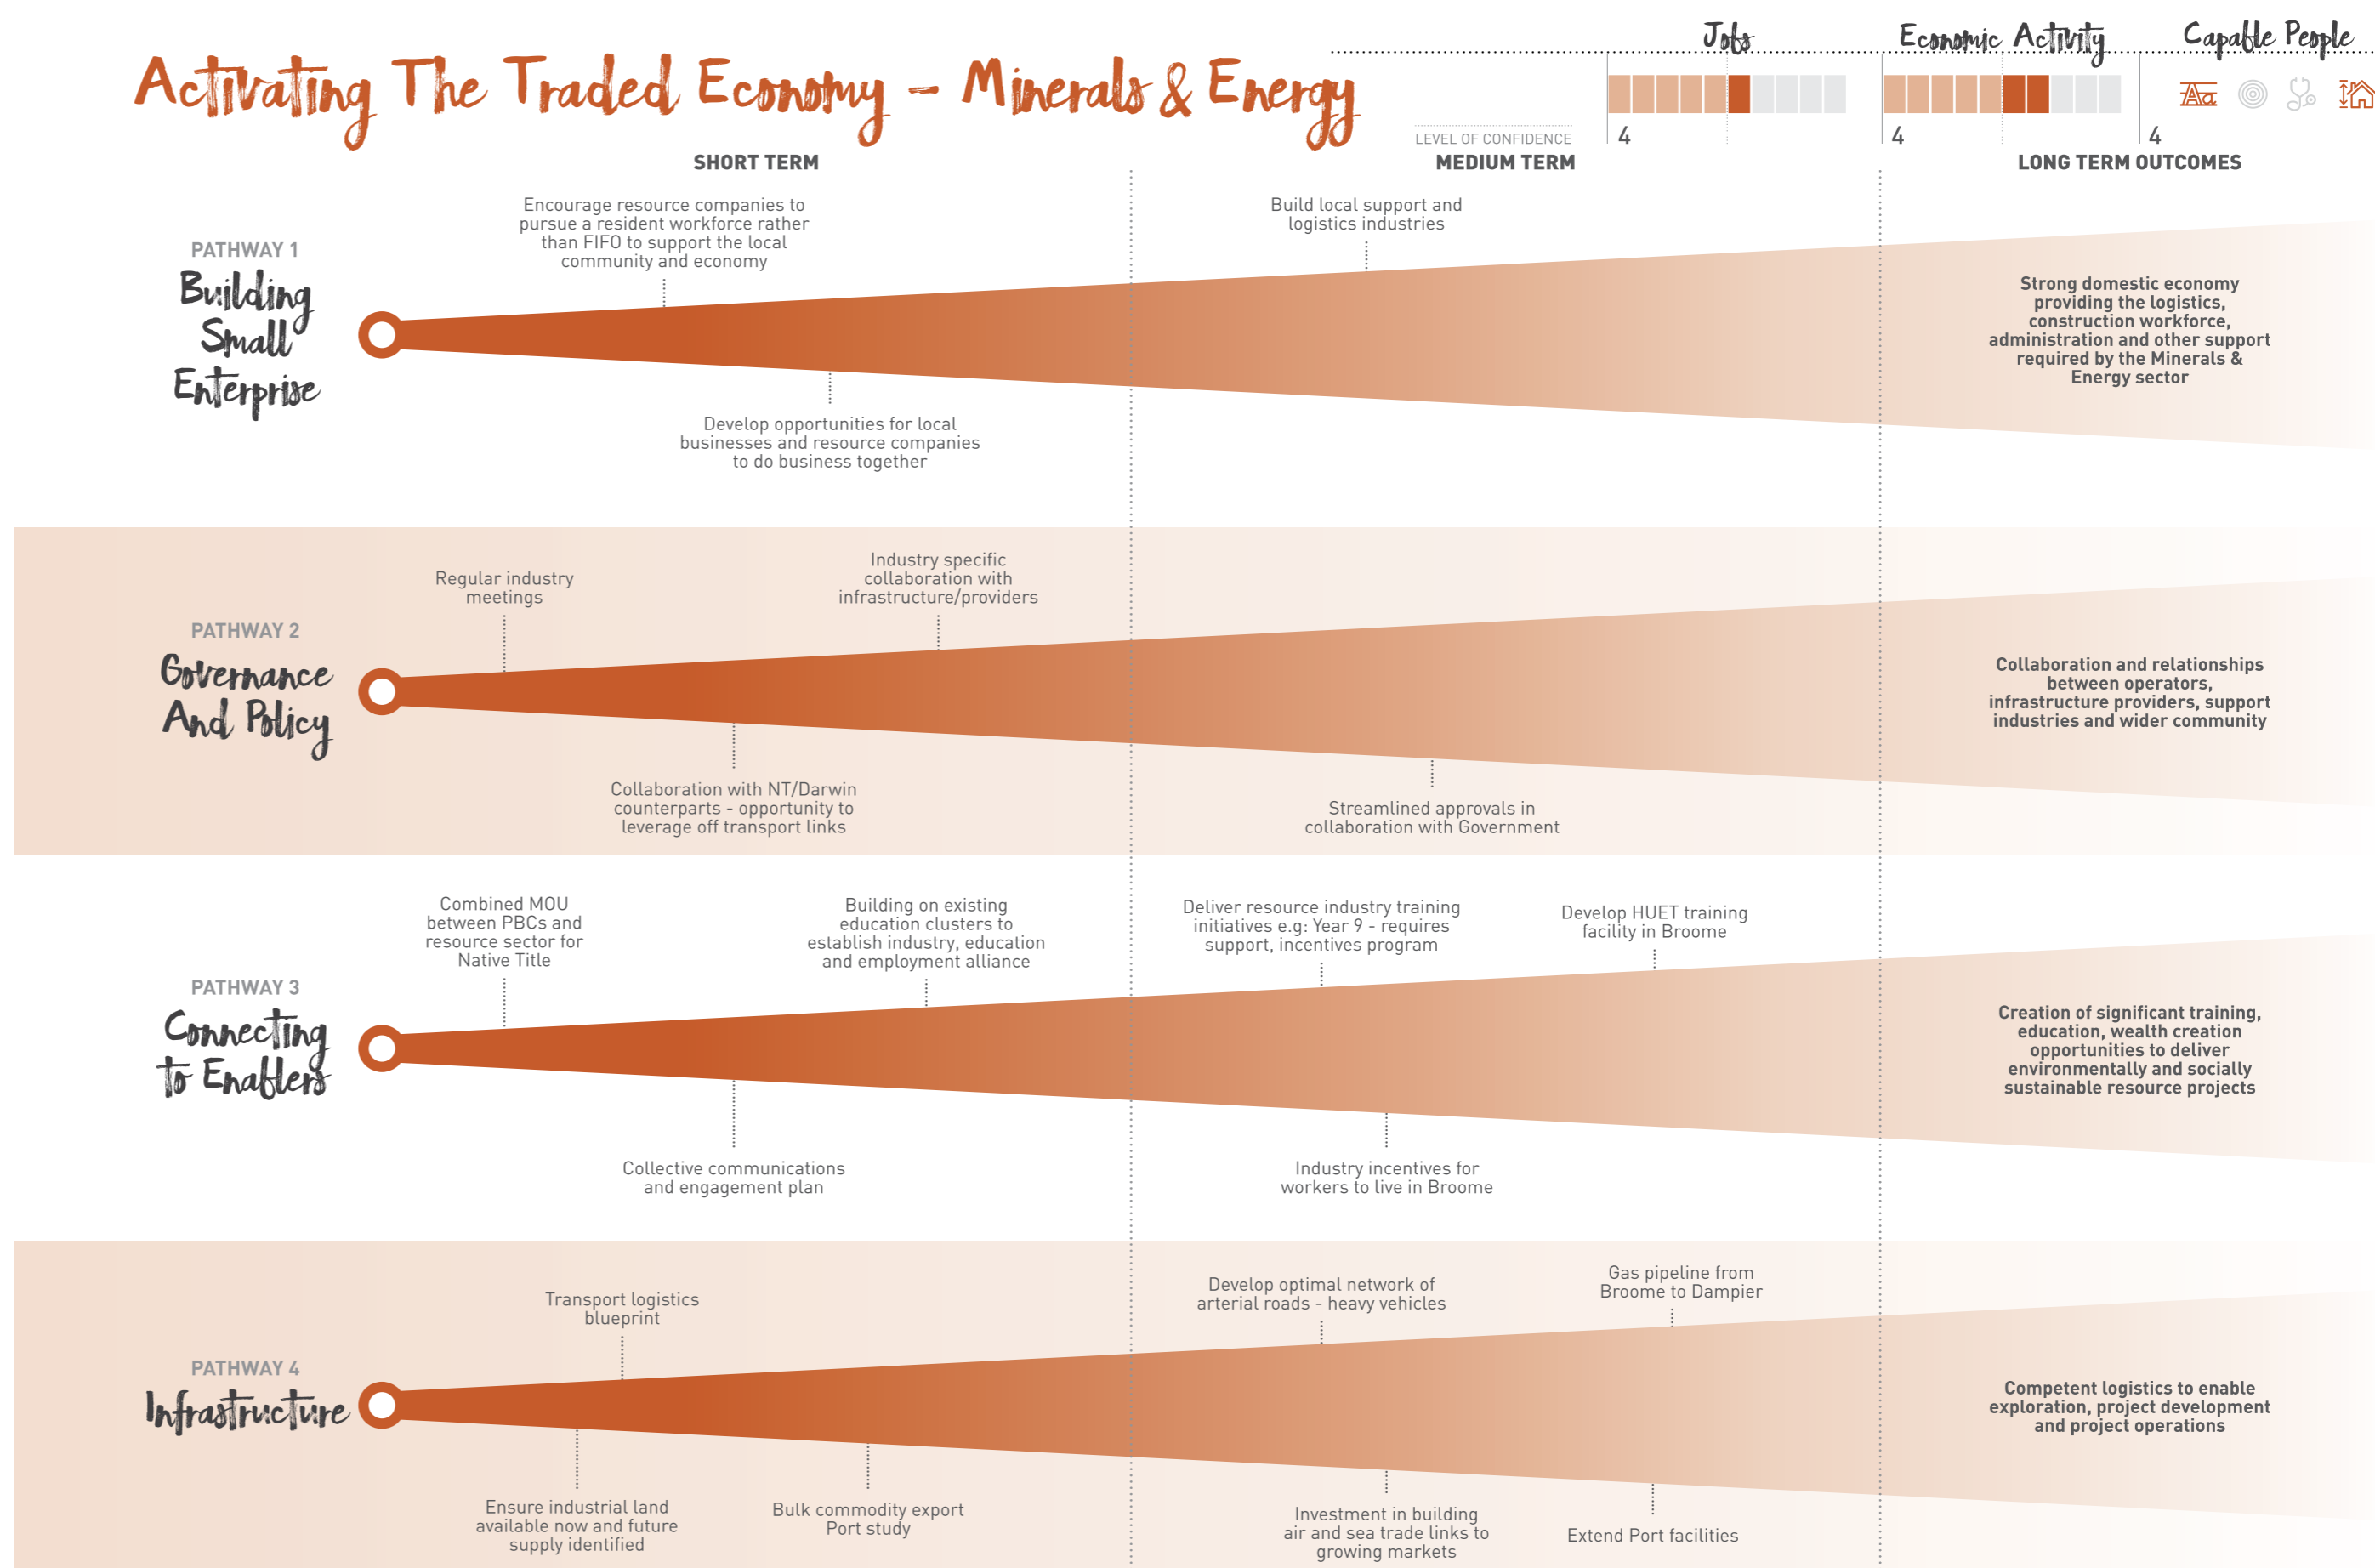 Activating The Traded Economy - Minerals & Energy
Jobs
Economic Activity
Capable People
LEVEL OF CONFIDENCE
4
4
4
SHORT TERM
MEDIUM TERM
LONG TERM OUTCOMES
PATHWAY 1
Building
Small
Enterprise
Encourage resource companies to
pursue a resident workforce rather
than FIFO to support the local
community and economy
Build local support and
logistics industries
Develop opportunities for local
businesses and resource companies
to do business together
Strong domestic economy
providing the logistics,
construction workforce,
administration and other support
required by the Minerals &
Energy sector
PATHWAY 2
Governance
And Policy
Regular industry
meetings
Industry specific
collaboration with
infrastructure/providers
Collaboration with NT/Darwin
counterparts - opportunity to
leverage off transport links
Streamlined approvals in
collaboration with Government
Collaboration and relationships
between operators,
infrastructure providers, support
industries and wider community
PATHWAY 3
Connecting
to Enablers
Combined MOU
between PBCs and
resource sector for
Native Title
Building on existing
education clusters to
establish industry, education
and employment alliance
Deliver resource industry training
initiatives e.g: Year 9 - requires
support, incentives program
Develop HUET training
facility in Broome
Collective communications
and engagement plan
Industry incentives for
workers to live in Broome
Creation of significant training,
education, wealth creation
opportunities to deliver
environmentally and socially
sustainable resource projects
PATHWAY 4
Infrastructure
Transport logistics
blueprint
Develop optimal network of
arterial roads - heavy vehicles
Gas pipeline from
Broome to Dampier
Ensure industrial land
available now and future
supply identified
Bulk commodity export
Port study
Investment in building
air and sea trade links to
growing markets
Extend Port facilities
Competent logistics to enable
exploration, project development
and project operations